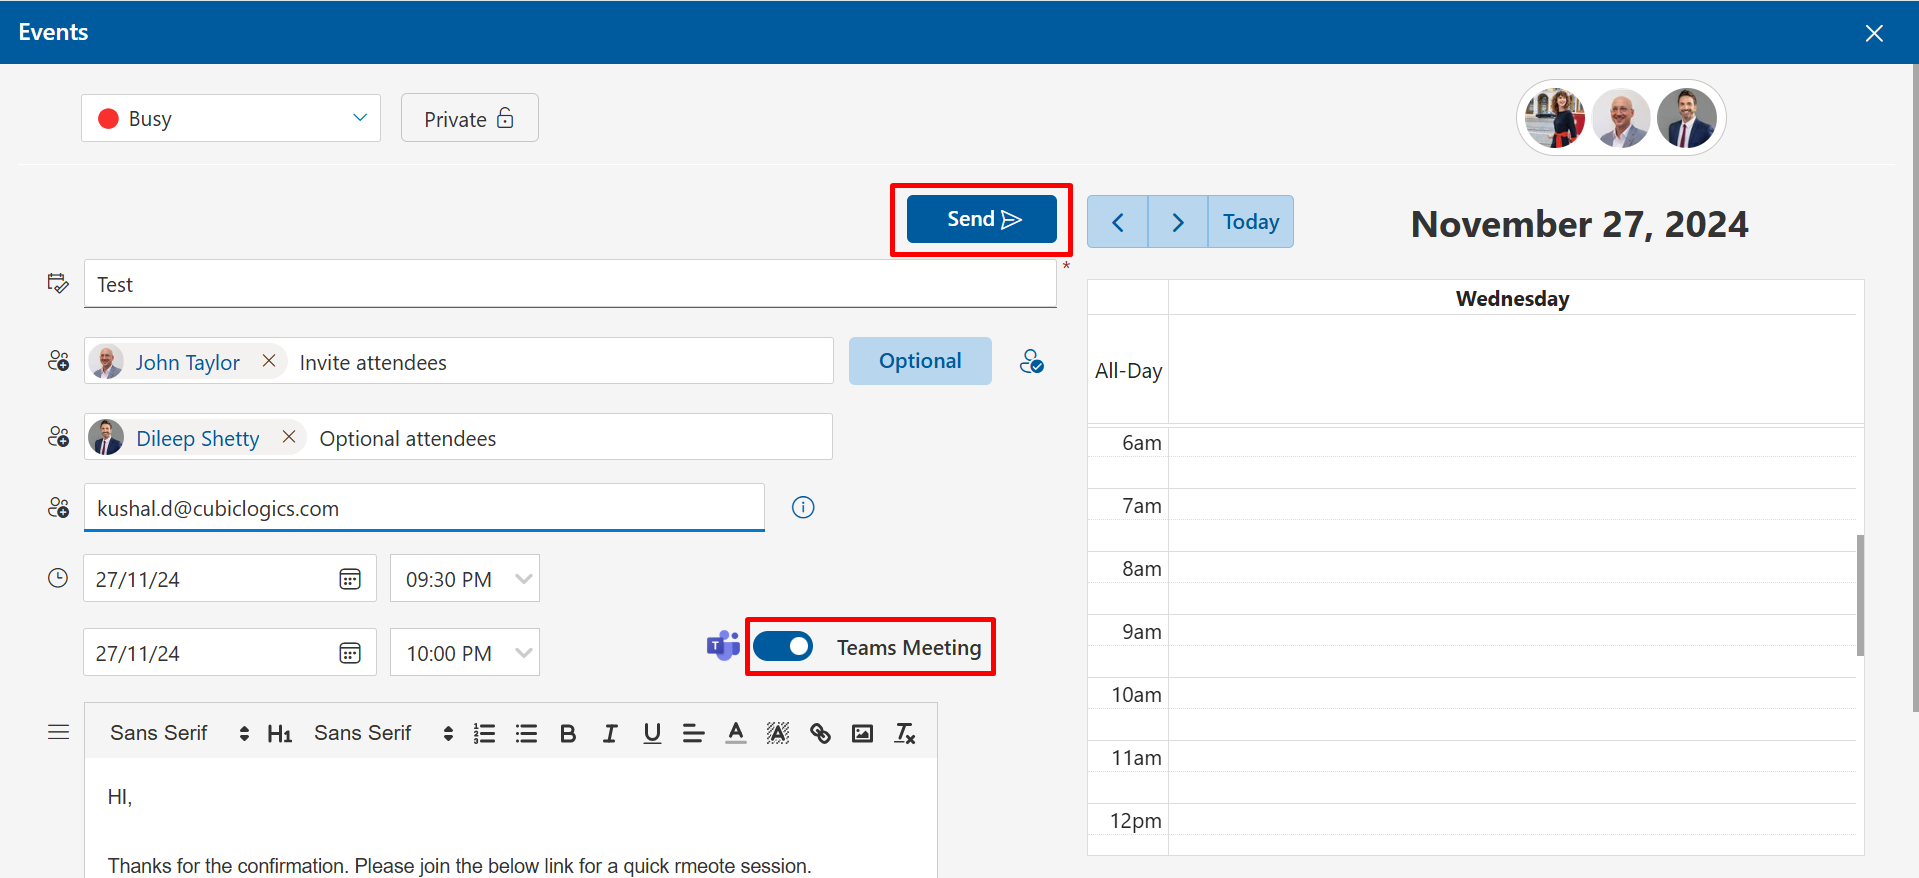 Events
Busy
Private
Send
Today
November 27, 2024
Test
*
Wednesday
John Taylor Invite attendees
Optional
All-Day
Dileep Shetty Optional attendees
6am
kushal.d@cubiclogics.com
7am
27/11/24 09:30 PM
8am
27/11/24 10:00 PM
T Teams Meeting
9am
10am
Sans Serif H1 Sans Serif B I U A A Tx
11am
HI,
12pm
Thanks for the confirmation. Please join the below link for a quick rmeote session.